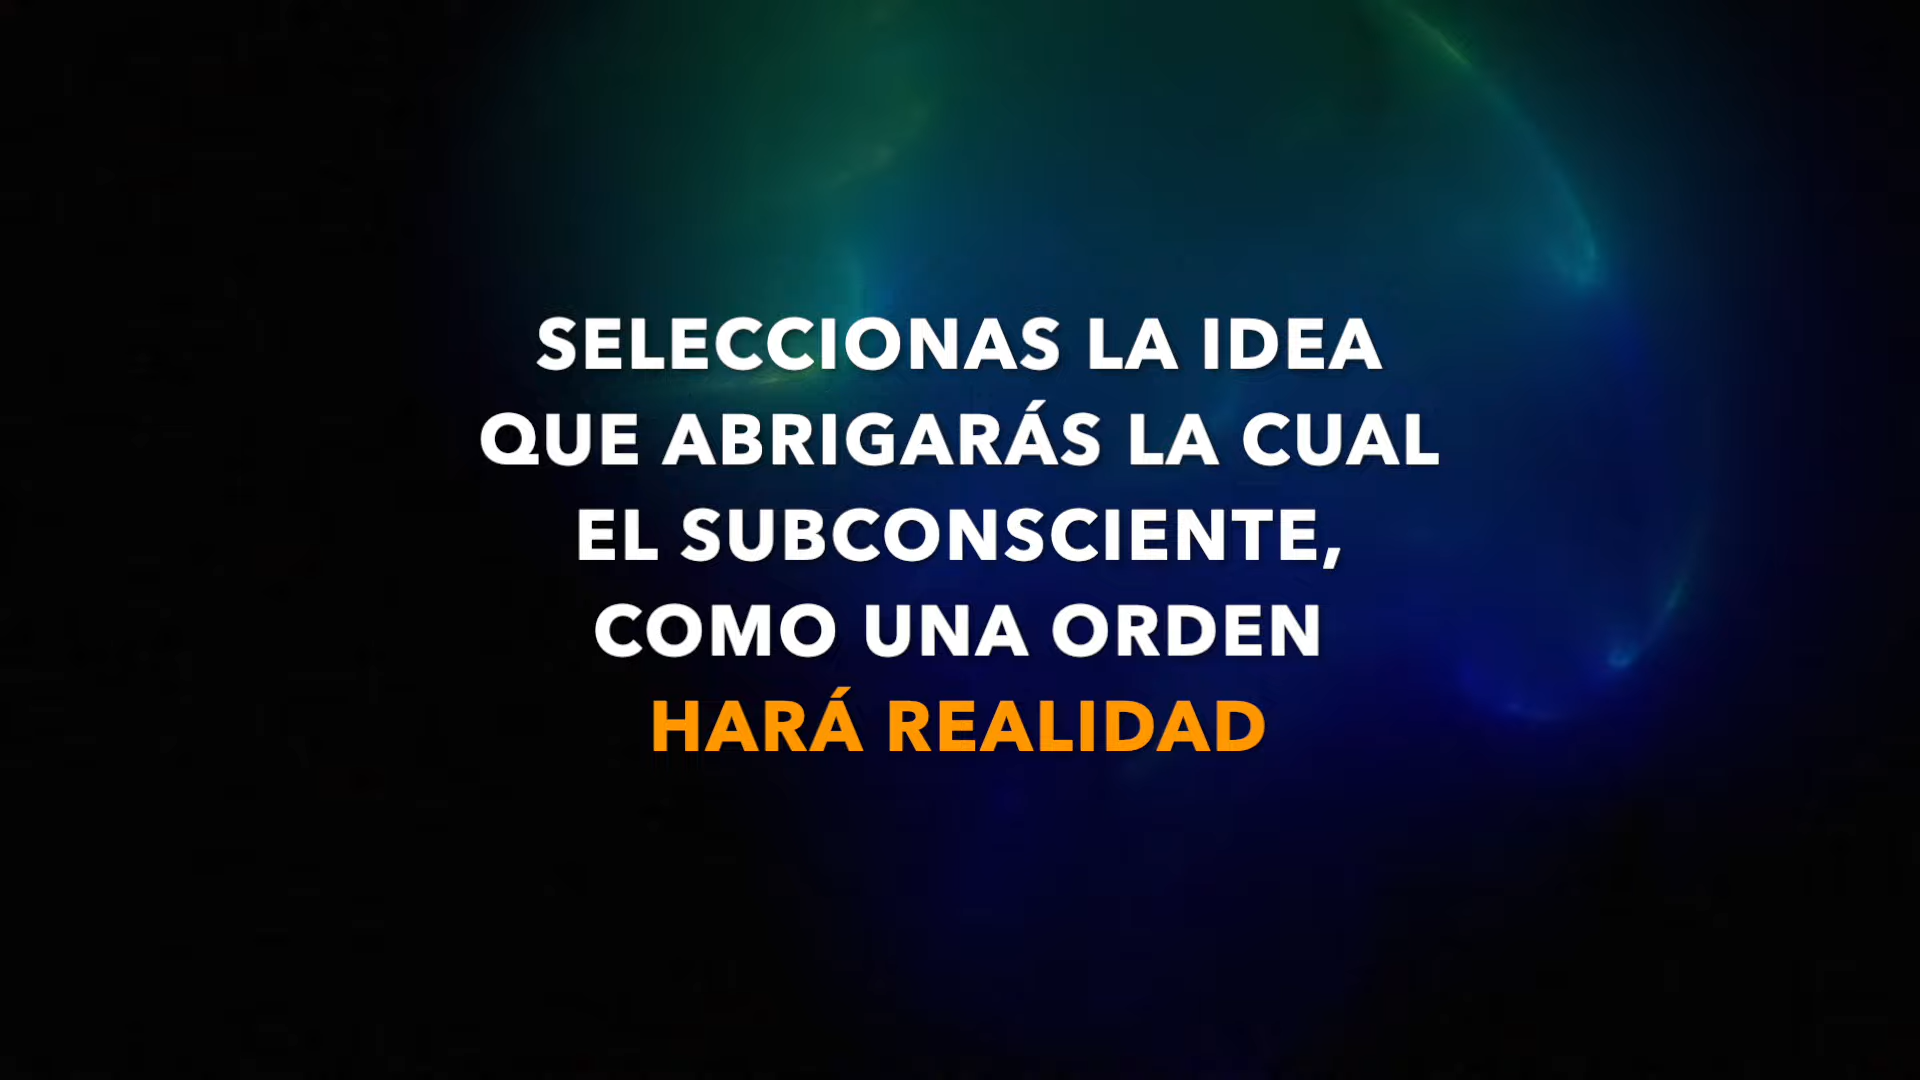 SELECCIONAS LA IDEA
QUE ABRIGARÁS LA CUAL
EL SUBCONSCIENTE,
COMO UNA ORDEN
HARÁ REALIDAD